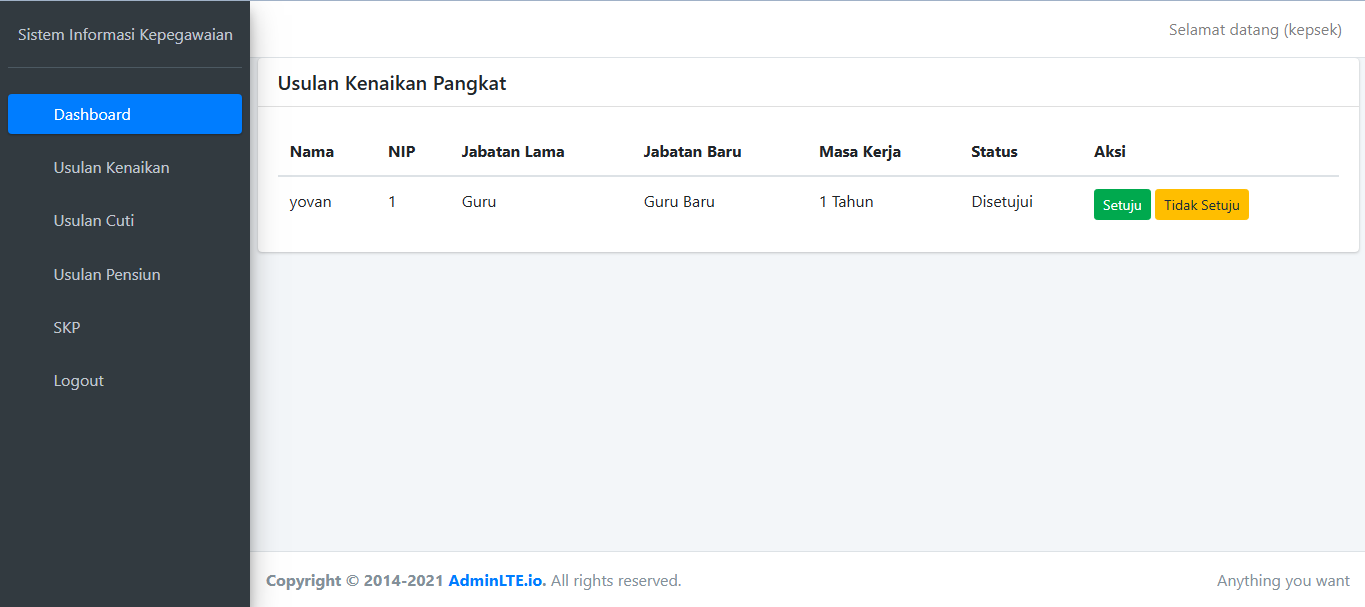 Sistem Informasi Kepegawaian
Selamat datang (kepsek)
Dashboard
Usulan Kenaikan
Usulan Cuti
Usulan Pensiun
SKP
Logout
Usulan Kenaikan Pangkat
Nama NIP Jabatan Lama Jabatan Baru Masa Kerja Status Aksi
yovan 1 Guru Guru Baru 1 Tahun Disetujui Setuju Tidak Setuju
Copyright © 2014-2021 AdminLTE.io. All rights reserved. Anything you want